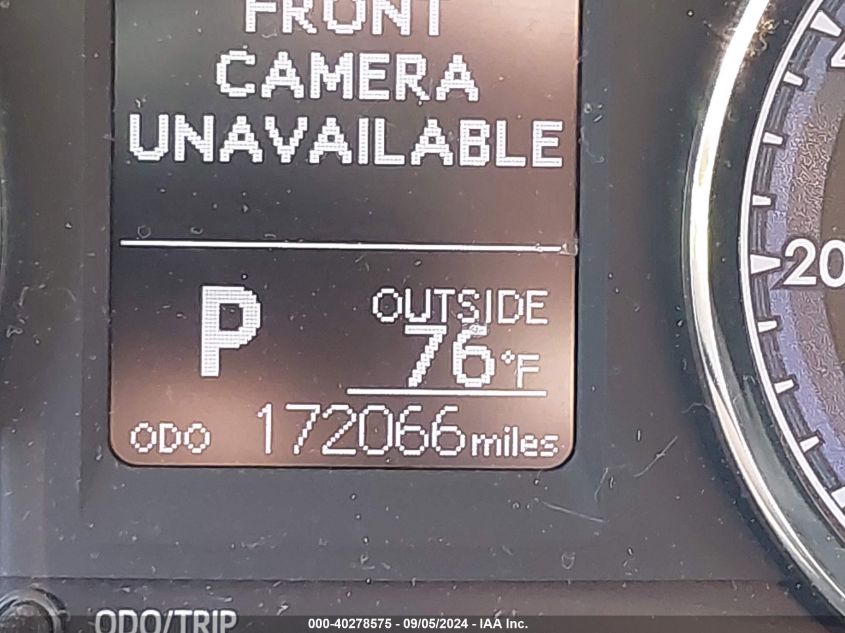 FRONT
CAMERA
UNAVAILABLE
P
OUTSIDE
76°F
ODO 172066 miles
20
ODO/TRIP
000-40278575 - 09/05/2024 - IAA Inc.